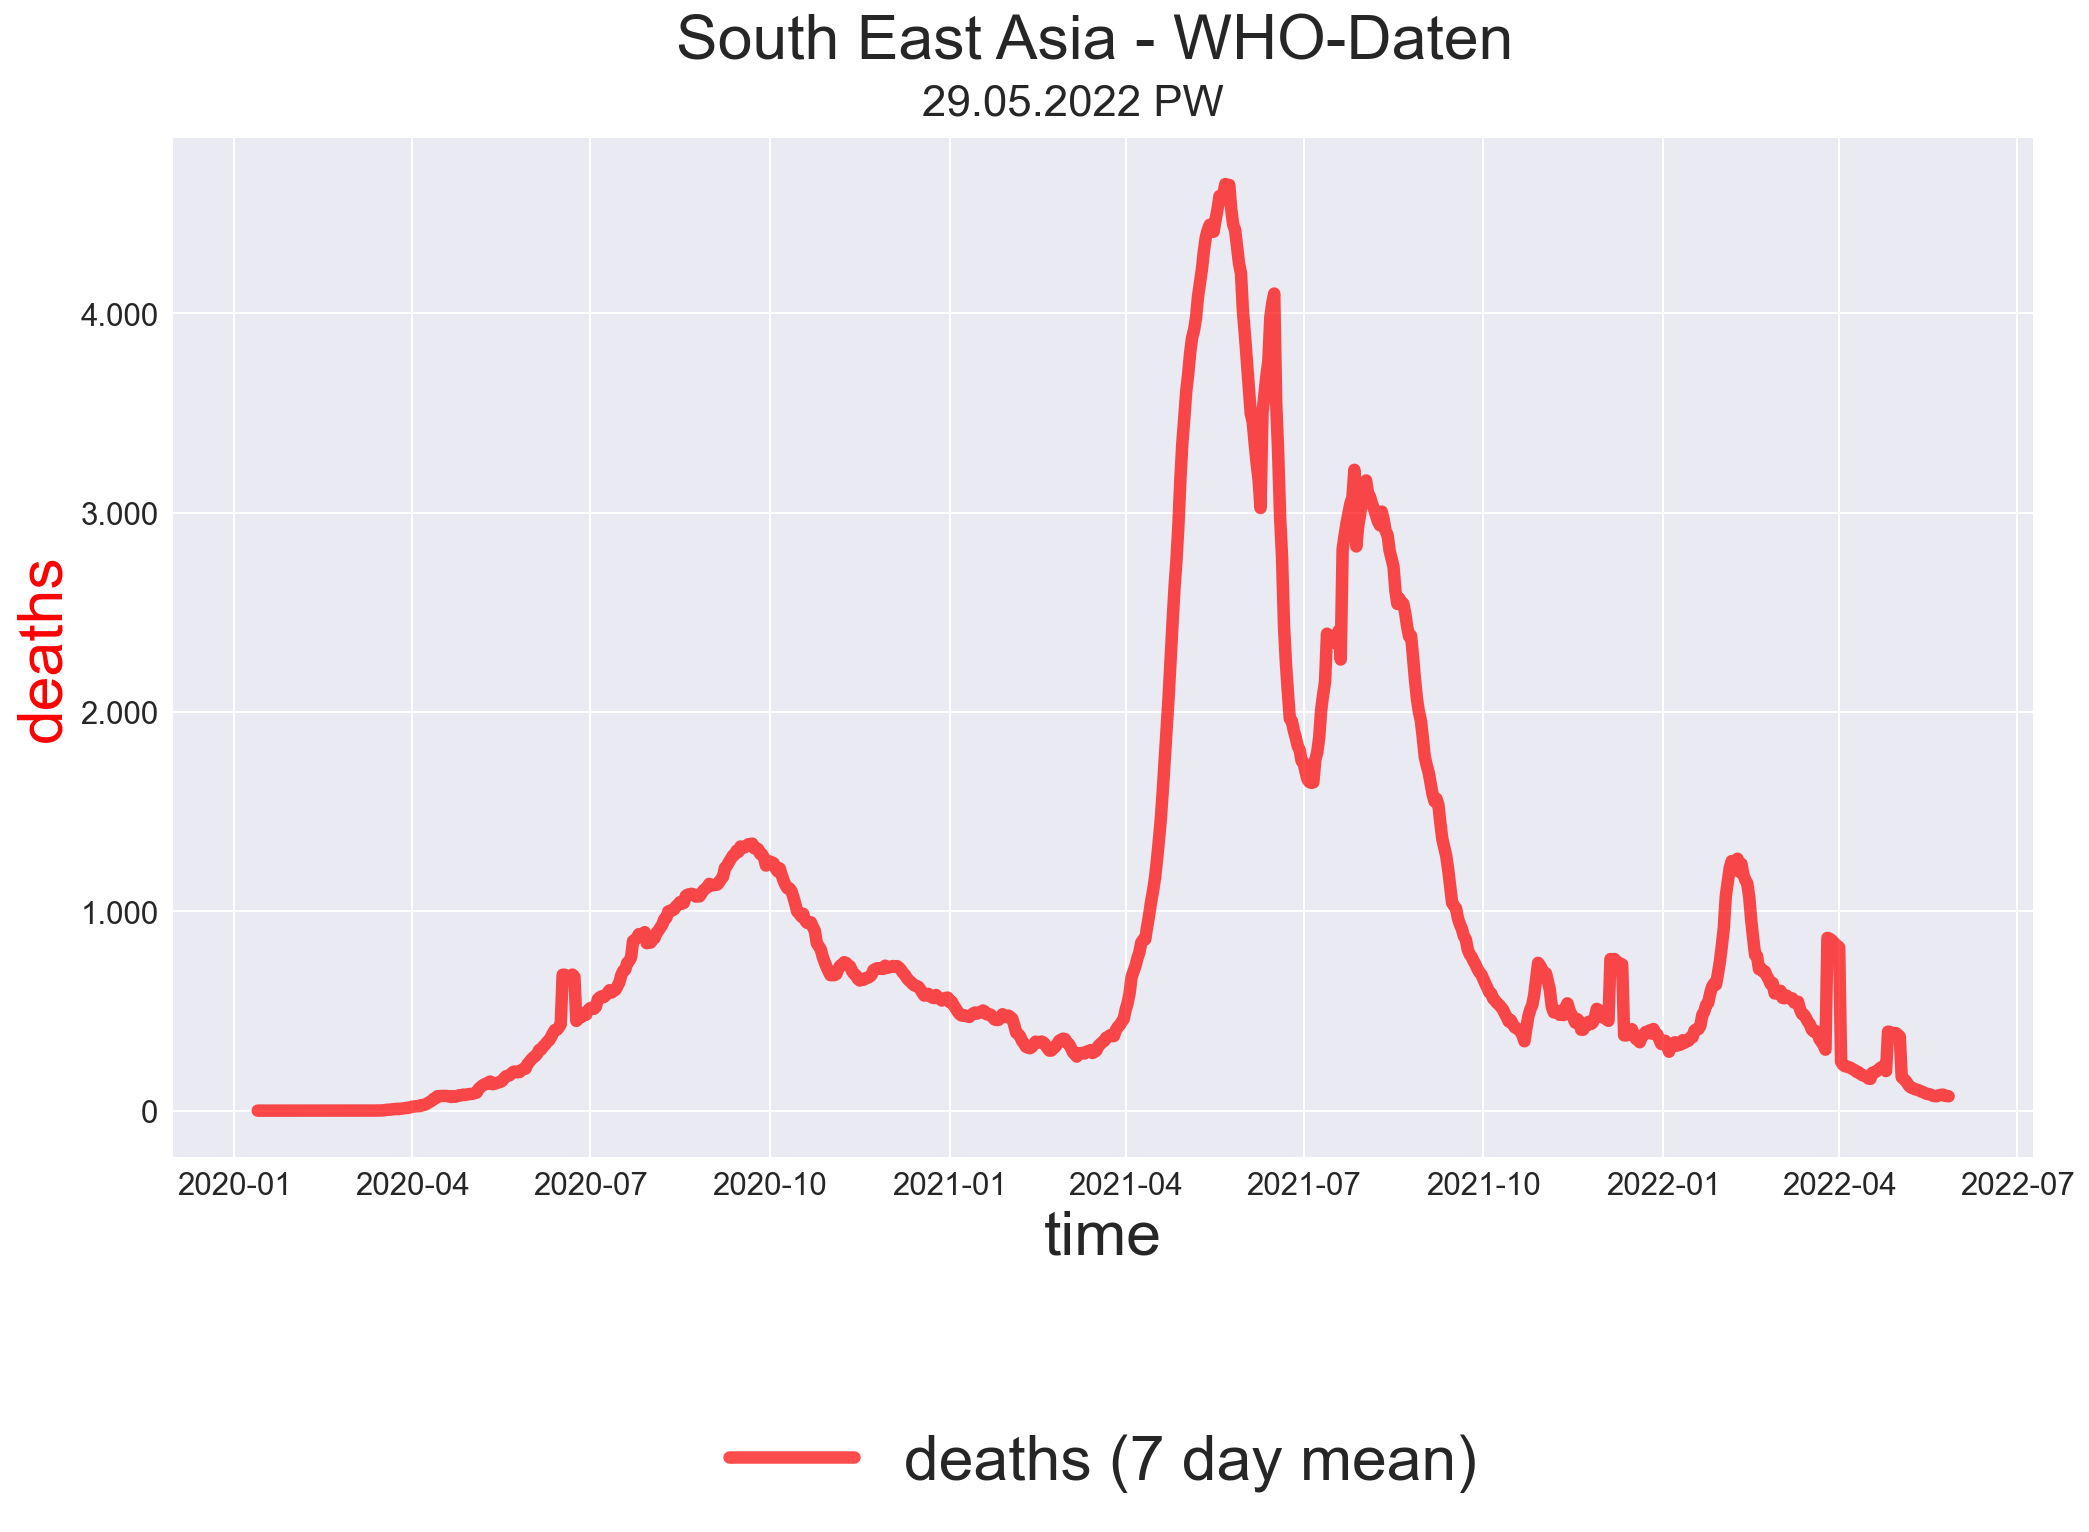 South East Asia - WHO-Daten
29.05.2022 PW
deaths
4.000
3.000
2.000
1.000
0
2020-01 2020-04 2020-07 2020-10 2021-01 2021-04 2021-07 2021-10 2022-01 2022-04 2022-07
time
deaths (7 day mean)